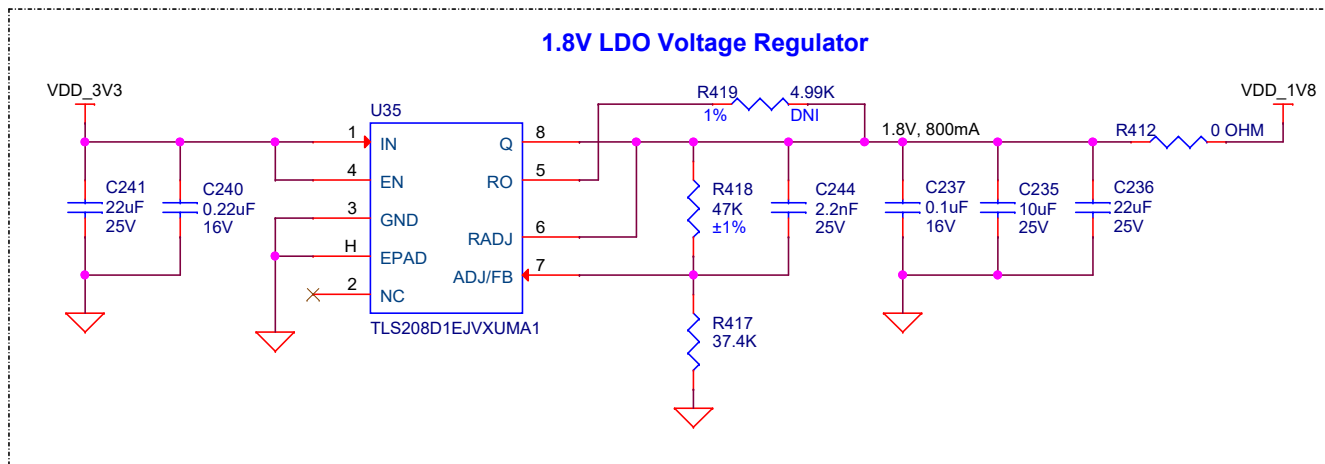 1.8V LDO Voltage Regulator
VDD_3V3
VDD_1V8
U35
R419
4.99K
1%
DNI
1.8V, 800mA
R412
0 OHM
1
IN
Q
8
4
EN
RO
5
3
GND
RADJ
6
H
EPAD
ADJ/FB
7
2
NC
TLS208D1EJVXUMA1
C241
22uF
25V
C240
0.22uF
16V
R418
47K
±1%
C244
2.2nF
25V
C237
0.1uF
16V
C235
10uF
25V
C236
22uF
25V
R417
37.4K